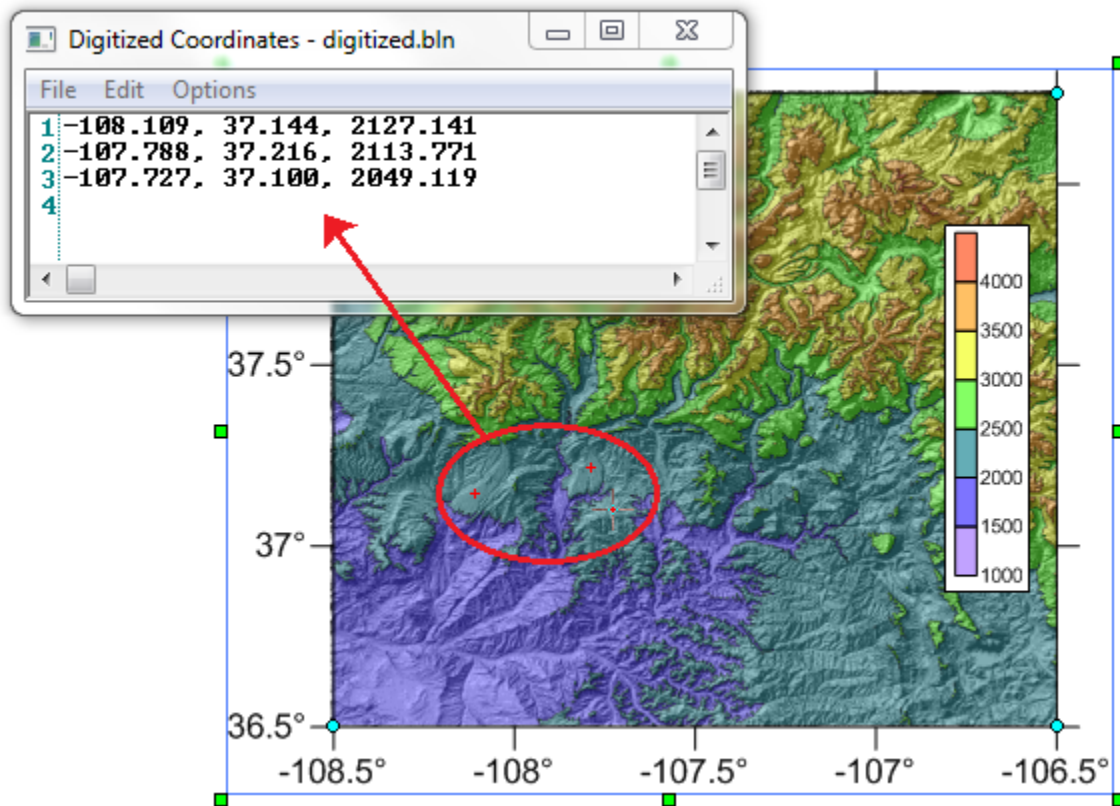 Digitized Coordinates - digitized.bln
File Edit Options
1 -108.109, 37.144, 2127.141
2 -107.788, 37.216, 2113.771
3 -107.727, 37.100, 2049.119
4
4000
3500
3000
2500
2000
1500
1000
37.5°
37°
36.5°
-108.5° -108° -107.5° -107° -106.5°